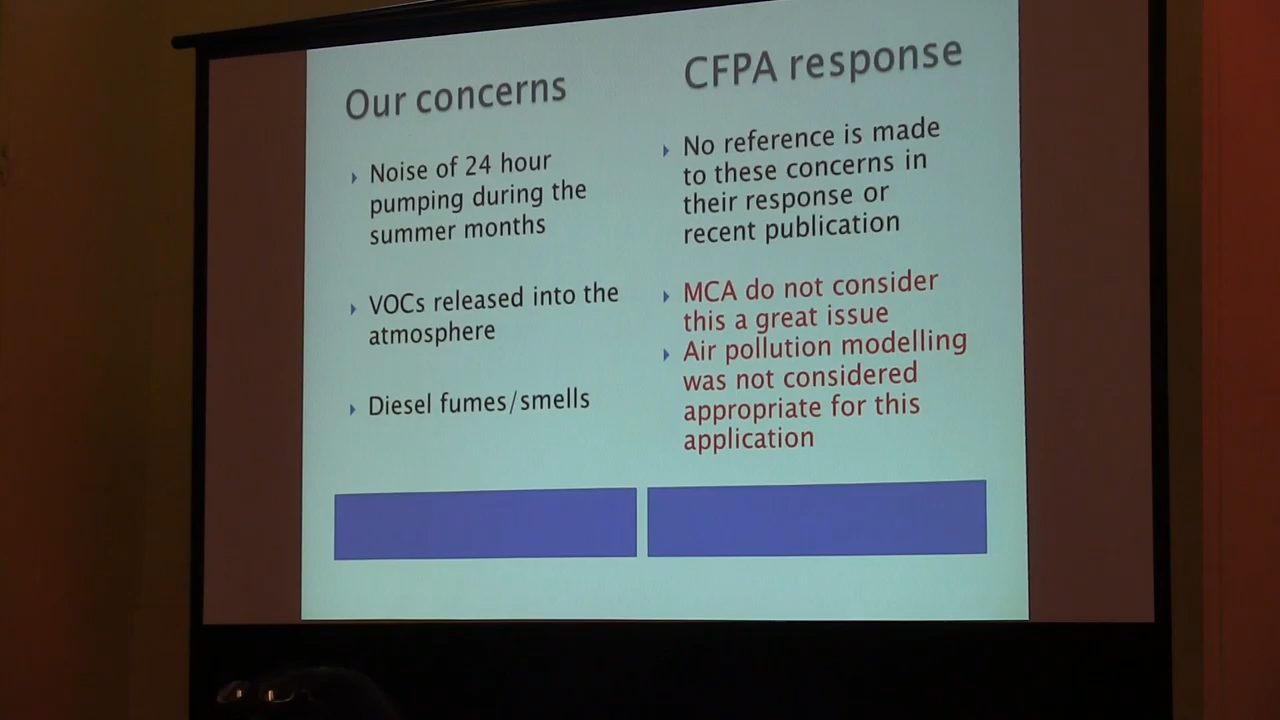 Our concerns
Noise of 24 hour
pumping during the
summer months
VOCs released into the
atmosphere
Diesel fumes/smells
CFPA response
No reference is made
to these concerns in
their response or
recent publication
MCA do not consider
this a great issue
Air pollution modelling
was not considered
appropriate for this
application